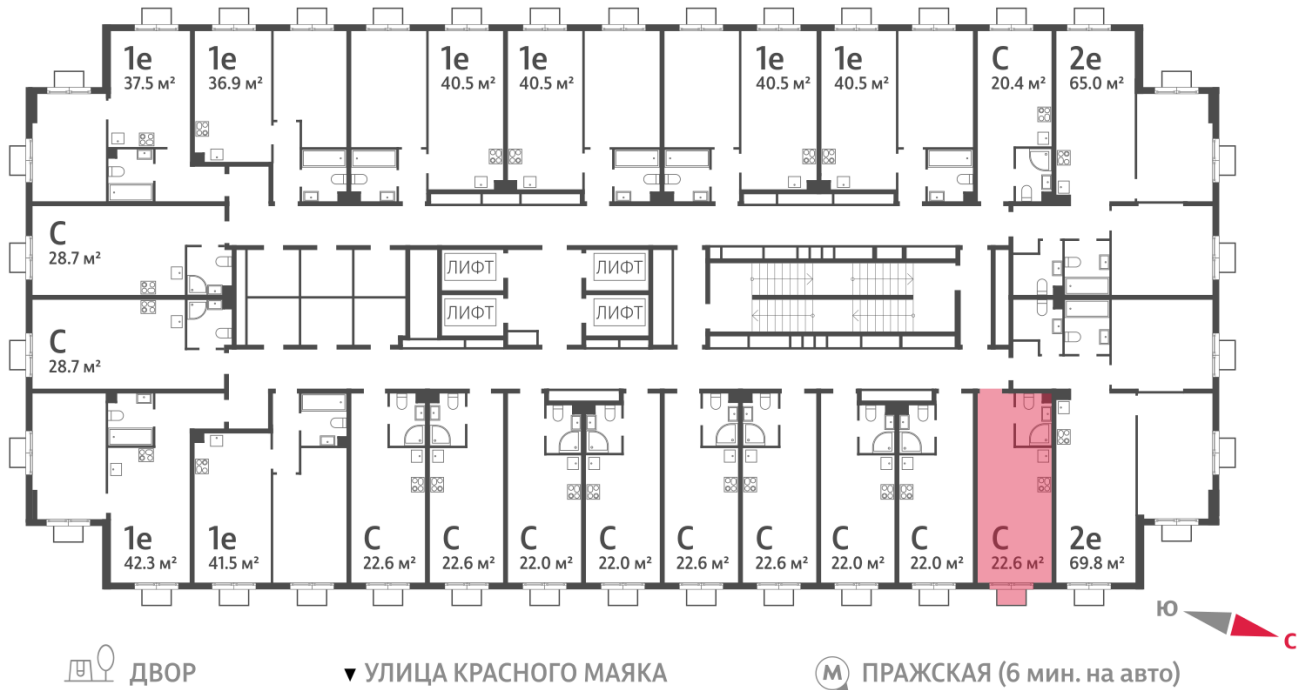 1е 1е 1е 1е 1е 1е С 2е
37.5 м² 36.9 м² 40.5 м² 40.5 м² 40.5 м² 40.5 м² 20.4 м² 65.0 м²
С
28.7 м²
ЛИФТ ЛИФТ
ЛИФТ ЛИФТ
С
28.7 м²
1е 1е С С С С С С С С С 2е
42.3 м² 41.5 м² 22.6 м² 22.6 м² 22.0 м² 22.0 м² 22.6 м² 22.6 м² 22.0 м² 22.0 м² 22.6 м² 69.8 м²
Ю
С
ДВОР УЛИЦА КРАСНОГО МАЯКА М ПРАЖСКАЯ (6 мин. на авто)